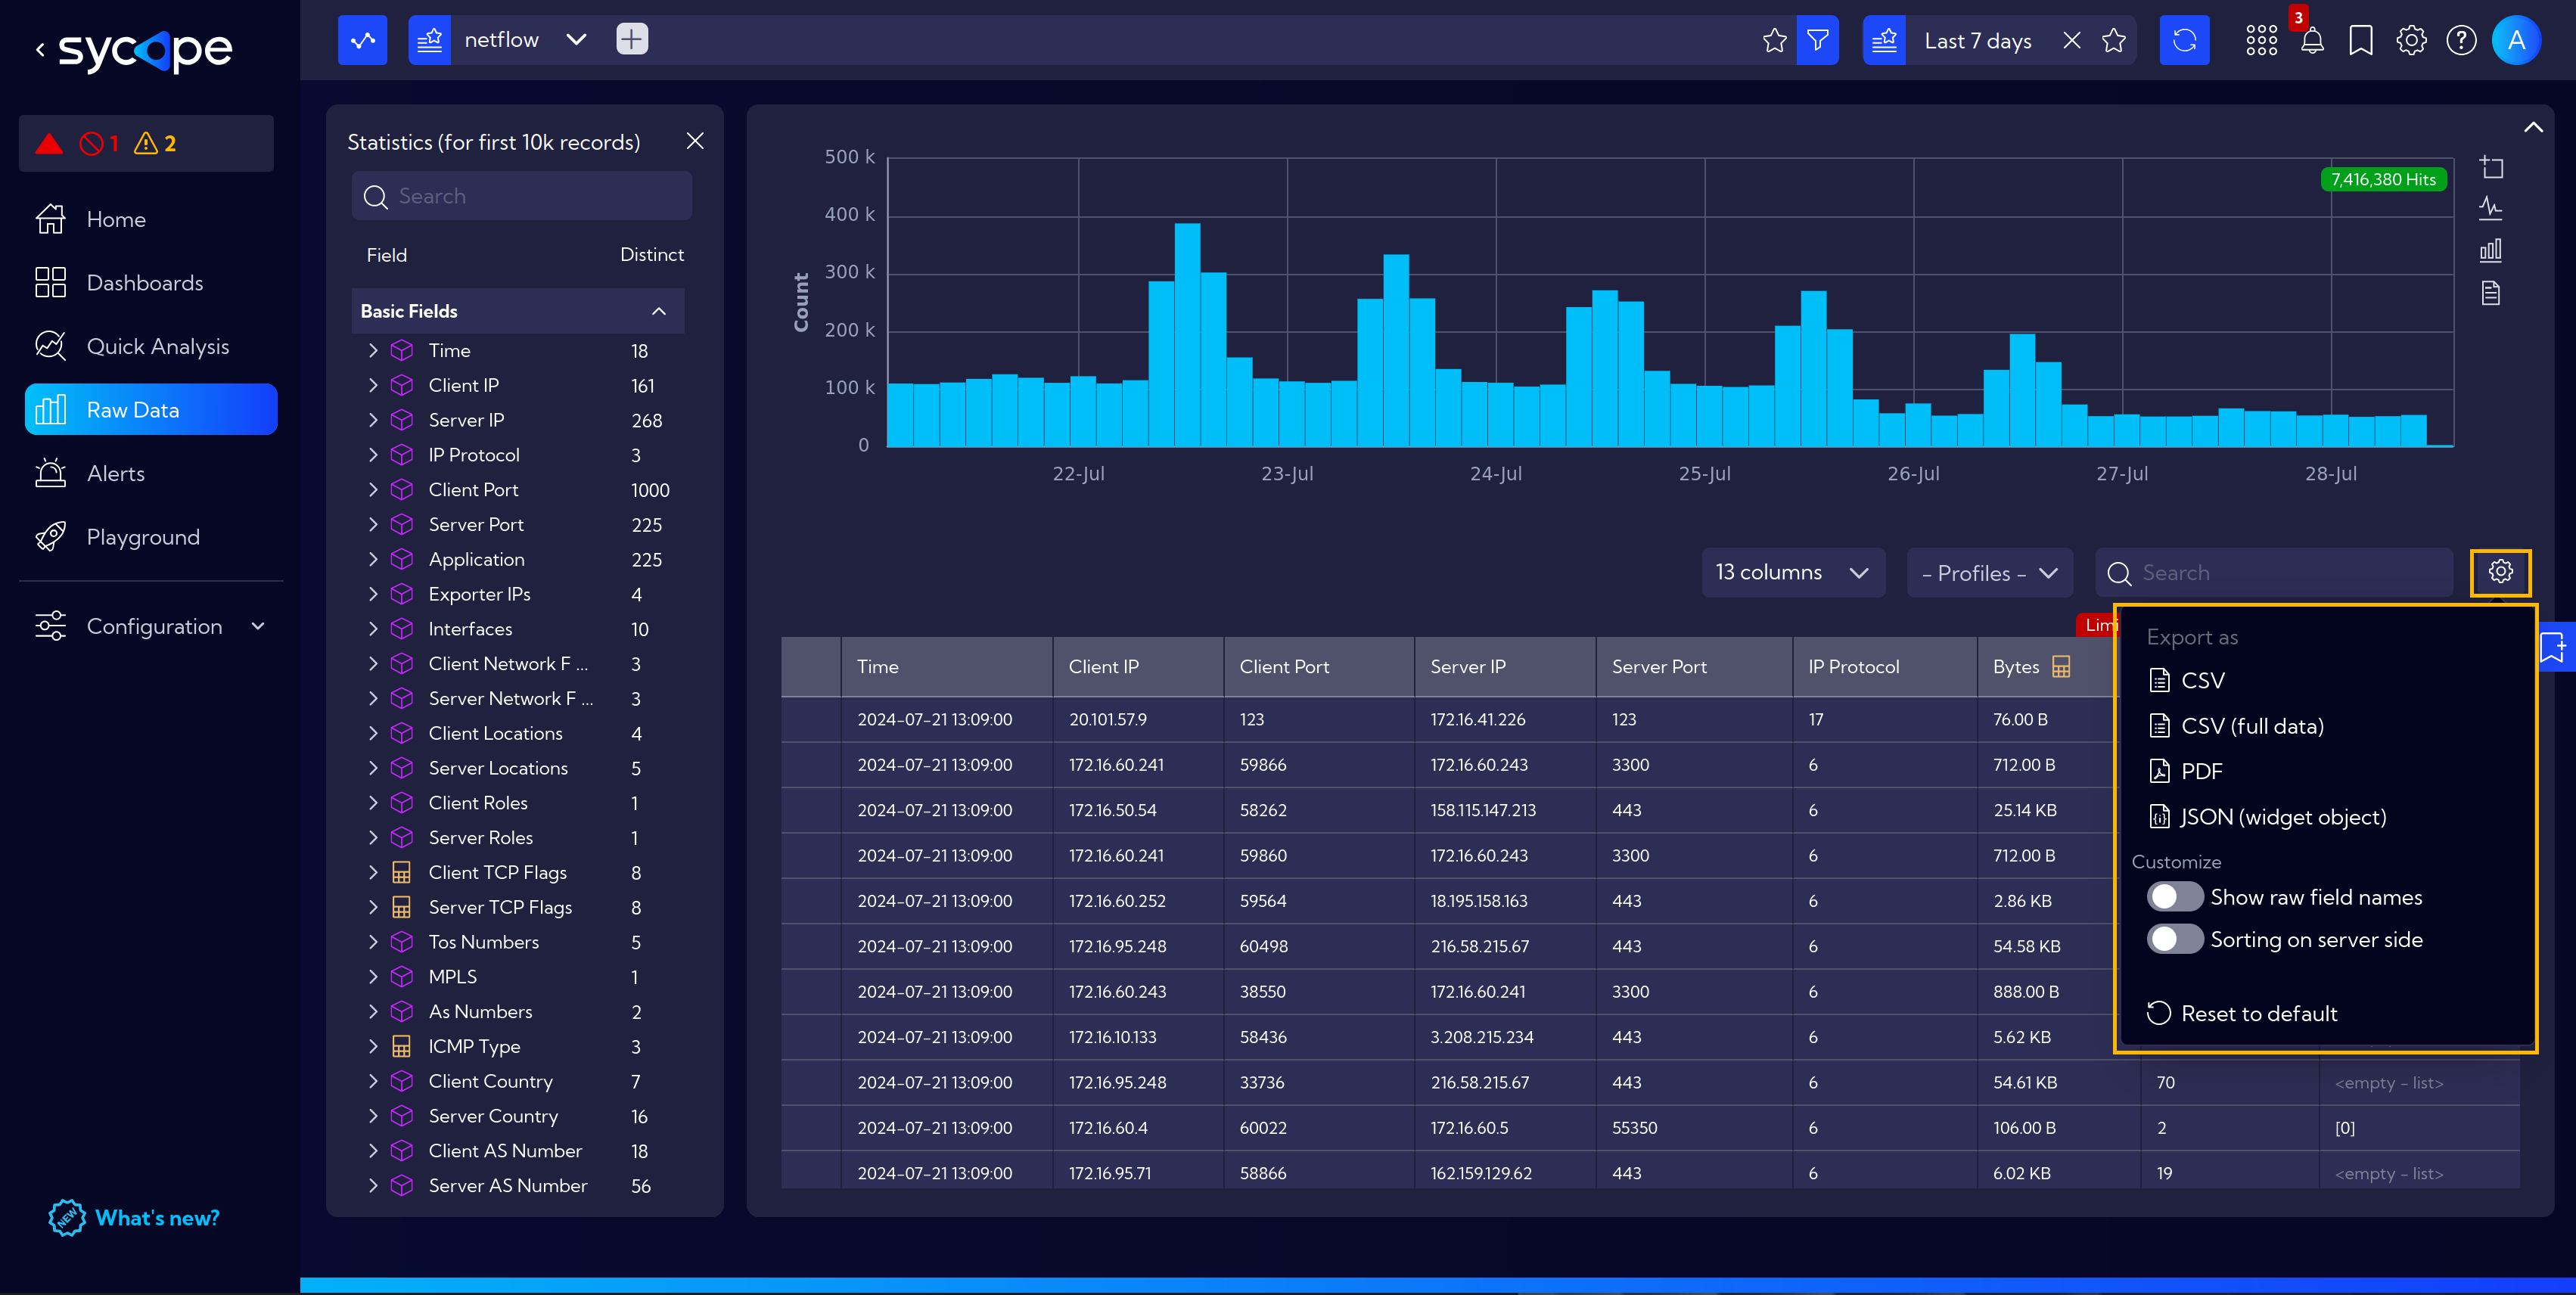 sycope
1
2
Home
Dashboards
Quick Analysis
Raw Data
Alerts
Playground
Configuration
NEW What's new?
netflow
Last 7 days
3
A
Statistics (for first 10k records)
Search
Field Distinct
Basic Fields
Time 18
Client IP 161
Server IP 268
IP Protocol 3
Client Port 1000
Server Port 225
Application 225
Exporter IPs 4
Interfaces 10
Client Network F ... 3
Server Network F ... 3
Client Locations 4
Server Locations 5
Client Roles 1
Server Roles 1
Client TCP Flags 8
Server TCP Flags 8
Tos Numbers 5
MPLS 1
As Numbers 2
ICMP Type 3
Client Country 7
Server Country 16
Client AS Number 18
Server AS Number 56
500 k
400 k
300 k
200 k
100 k
0
Count
7,416,380 Hits
22-Jul 23-Jul 24-Jul 25-Jul 26-Jul 27-Jul 28-Jul
13 columns
- Profiles -
Search
Limi
Time Client IP Client Port Server IP Server Port IP Protocol Bytes
2024-07-21 13:09:00 20.101.57.9 123 172.16.41.226 123 17 76.00 B
2024-07-21 13:09:00 172.16.60.241 59866 172.16.60.243 3300 6 712.00 B
2024-07-21 13:09:00 172.16.50.54 58262 158.115.147.213 443 6 25.14 KB
2024-07-21 13:09:00 172.16.60.241 59860 172.16.60.243 3300 6 712.00 B
2024-07-21 13:09:00 172.16.60.252 59564 18.195.158.163 443 6 2.86 KB
2024-07-21 13:09:00 172.16.95.248 60498 216.58.215.67 443 6 54.58 KB
2024-07-21 13:09:00 172.16.60.243 38550 172.16.60.241 3300 6 888.00 B
2024-07-21 13:09:00 172.16.10.133 58436 3.208.215.234 443 6 5.62 KB
2024-07-21 13:09:00 172.16.95.248 33736 216.58.215.67 443 6 54.61 KB 70 <empty - list>
2024-07-21 13:09:00 172.16.60.4 60022 172.16.60.5 55350 6 106.00 B 2 [0]
2024-07-21 13:09:00 172.16.95.71 58866 162.159.129.62 443 6 6.02 KB 19 <empty - list>
Export as
CSV
CSV (full data)
PDF
JSON (widget object)
Customize
Show raw field names
Sorting on server side
Reset to default